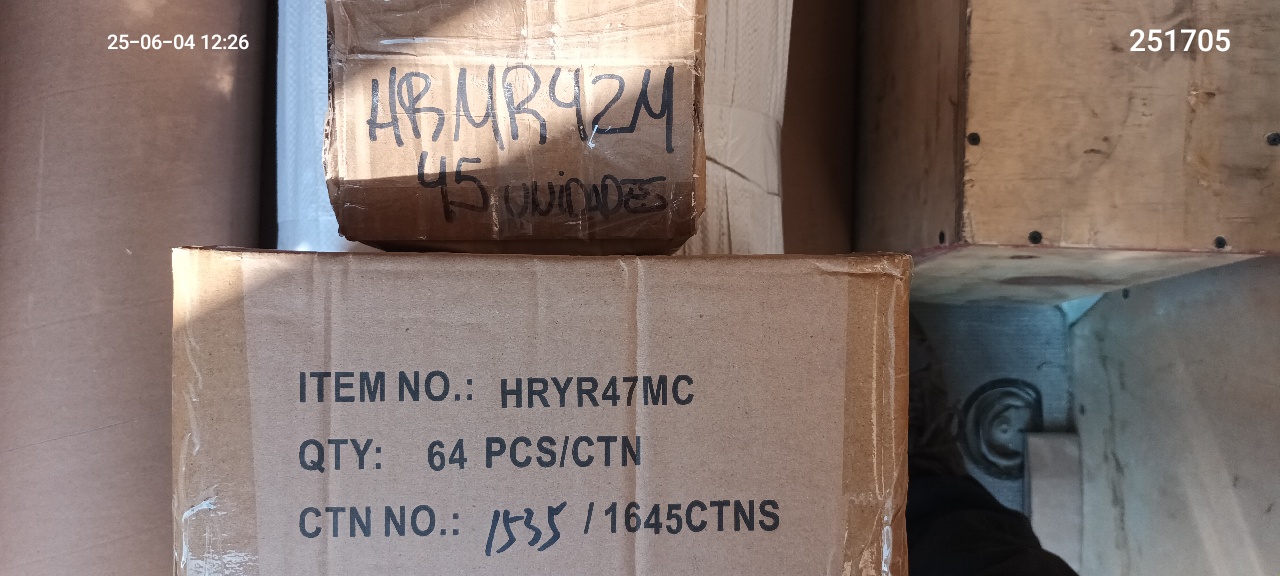 25-06-04 12:26
251705
HRMR42M
45 UNIDADES
ITEM NO.: HRYR47MC
QTY: 64 PCS/CTN
CTN NO.: 1535 / 1645CTNS